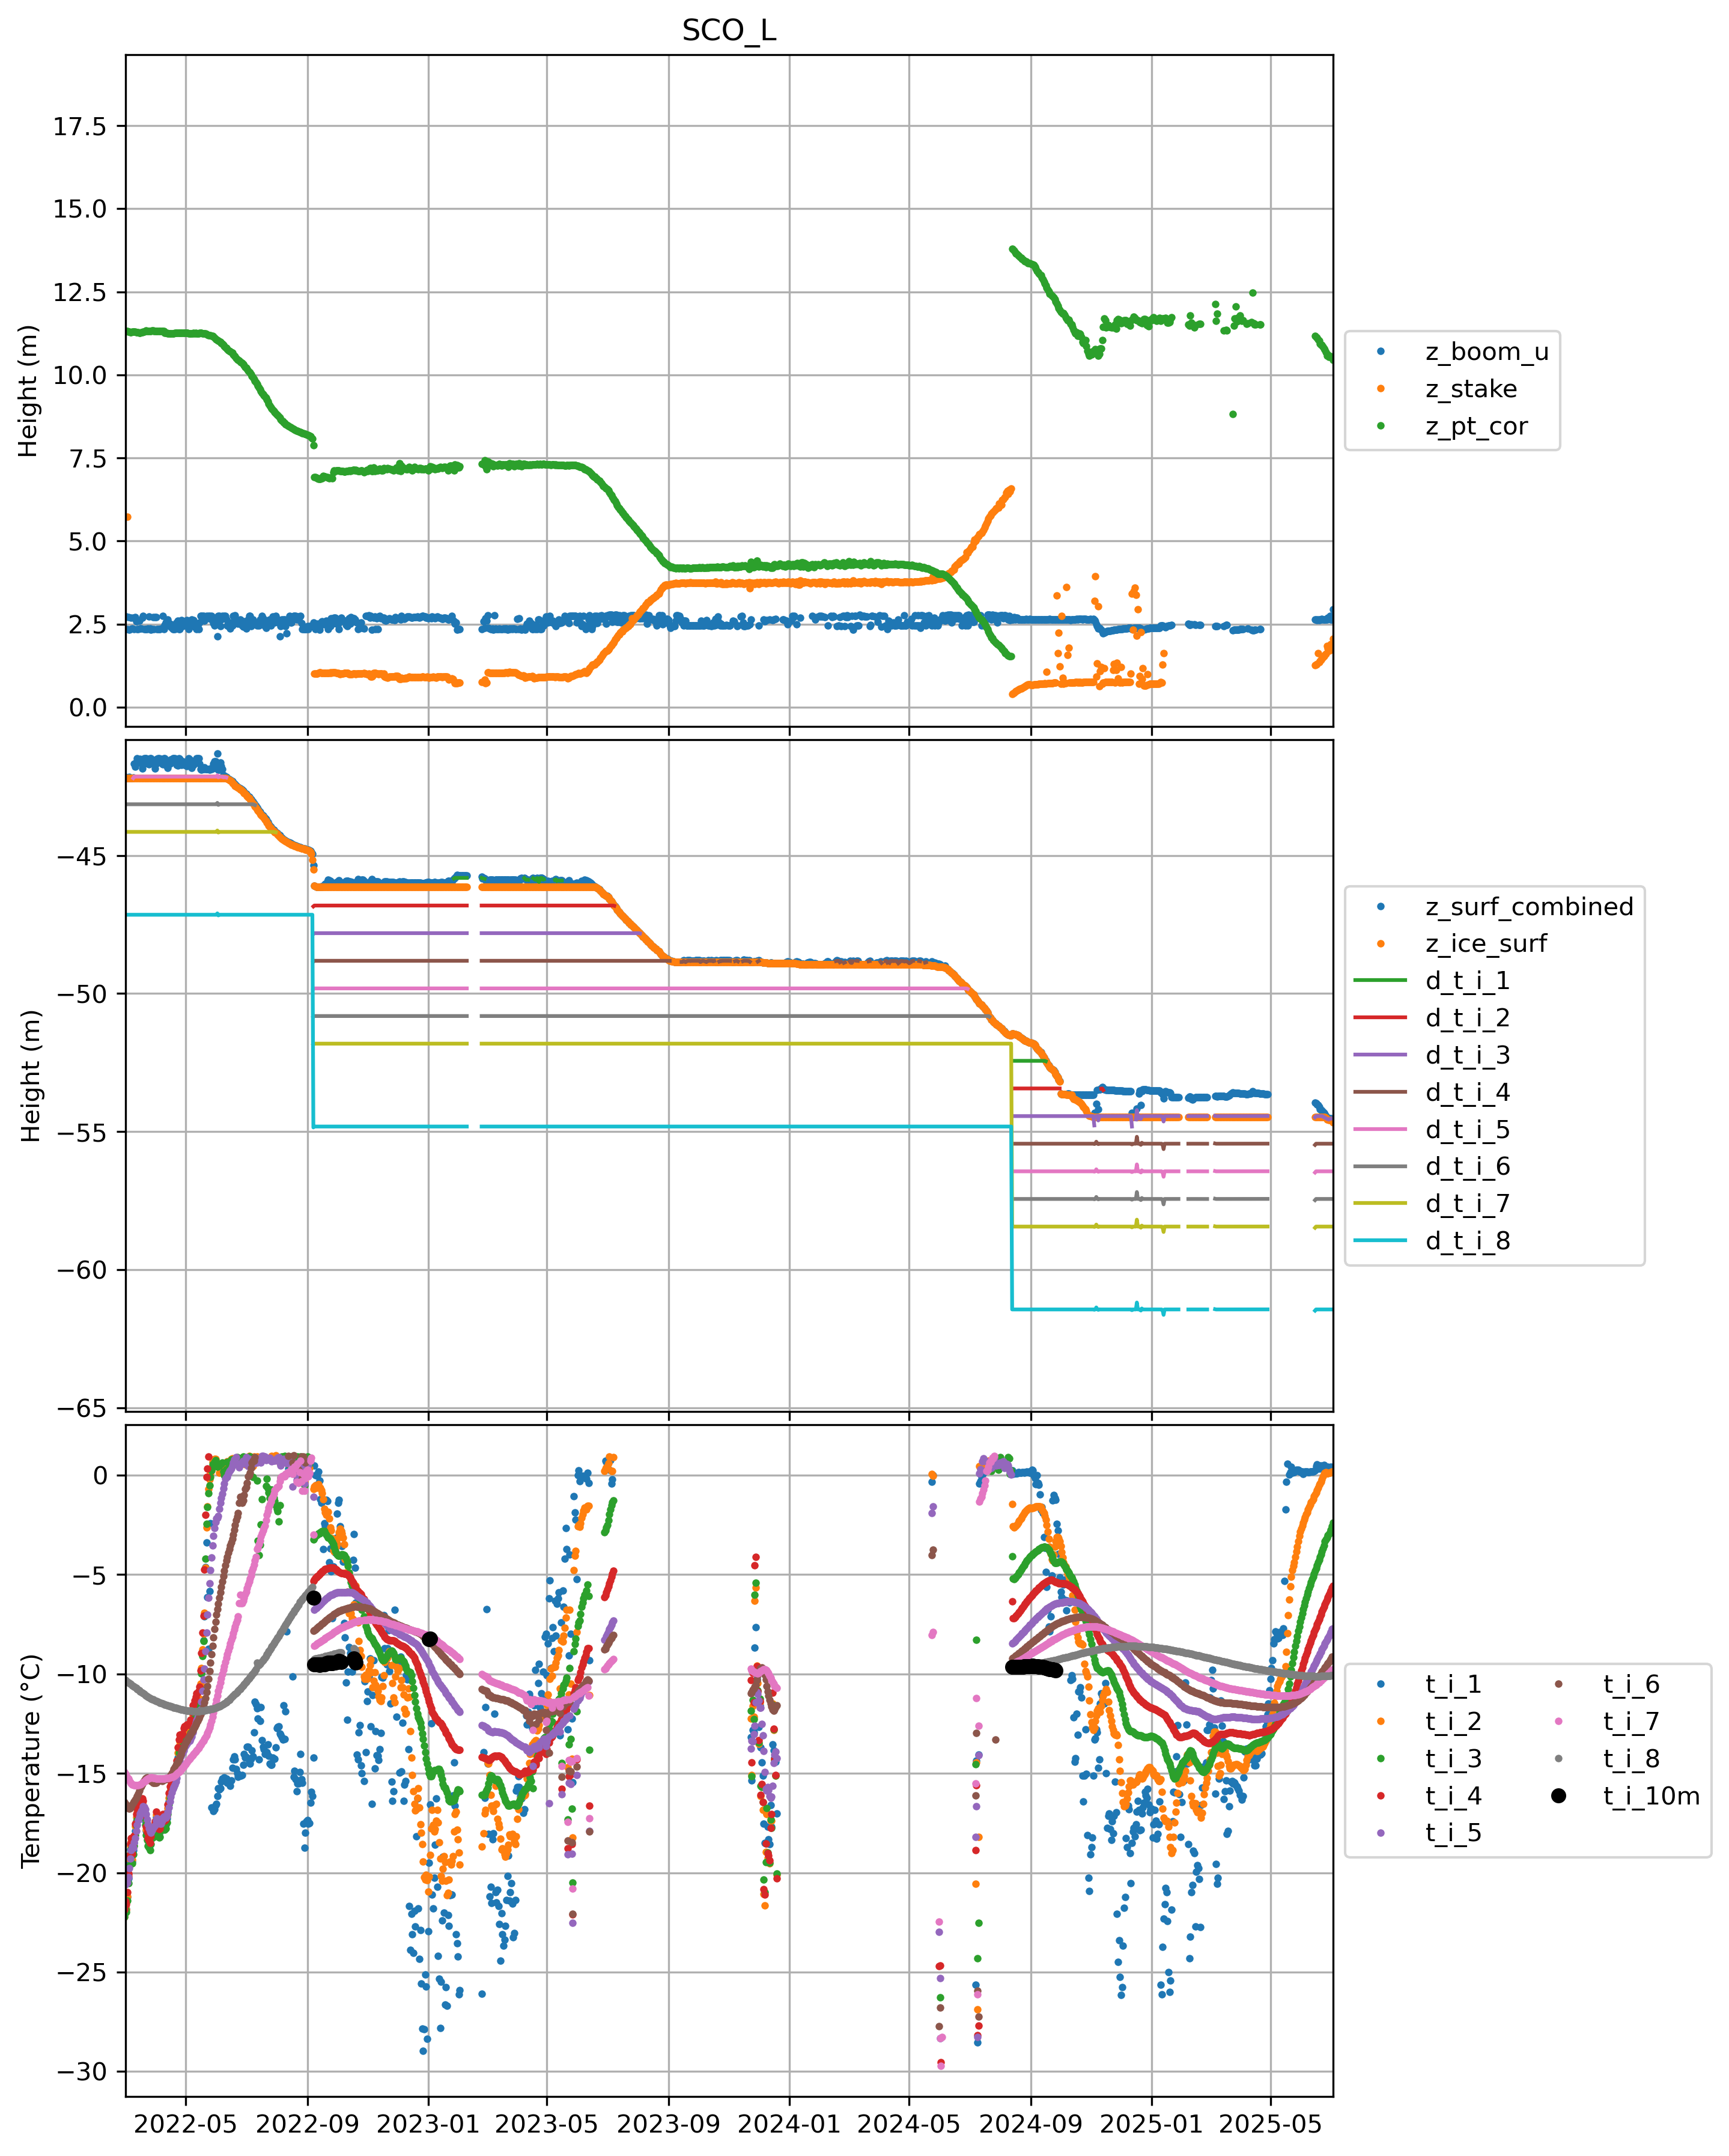 SCO_L
17.5
15.0
12.5
10.0
7.5
5.0
2.5
0.0
Height (m)
z_boom_u
z_stake
z_pt_cor
−45
−50
−55
−60
−65
Height (m)
z_surf_combined
z_ice_surf
d_t_i_1
d_t_i_2
d_t_i_3
d_t_i_4
d_t_i_5
d_t_i_6
d_t_i_7
d_t_i_8
0
−5
−10
−15
−20
−25
−30
Temperature (°C)
t_i_1
t_i_2
t_i_3
t_i_4
t_i_5
t_i_6
t_i_7
t_i_8
t_i_10m
2022-05 2022-09 2023-01 2023-05 2023-09 2024-01 2024-05 2024-09 2025-01 2025-05